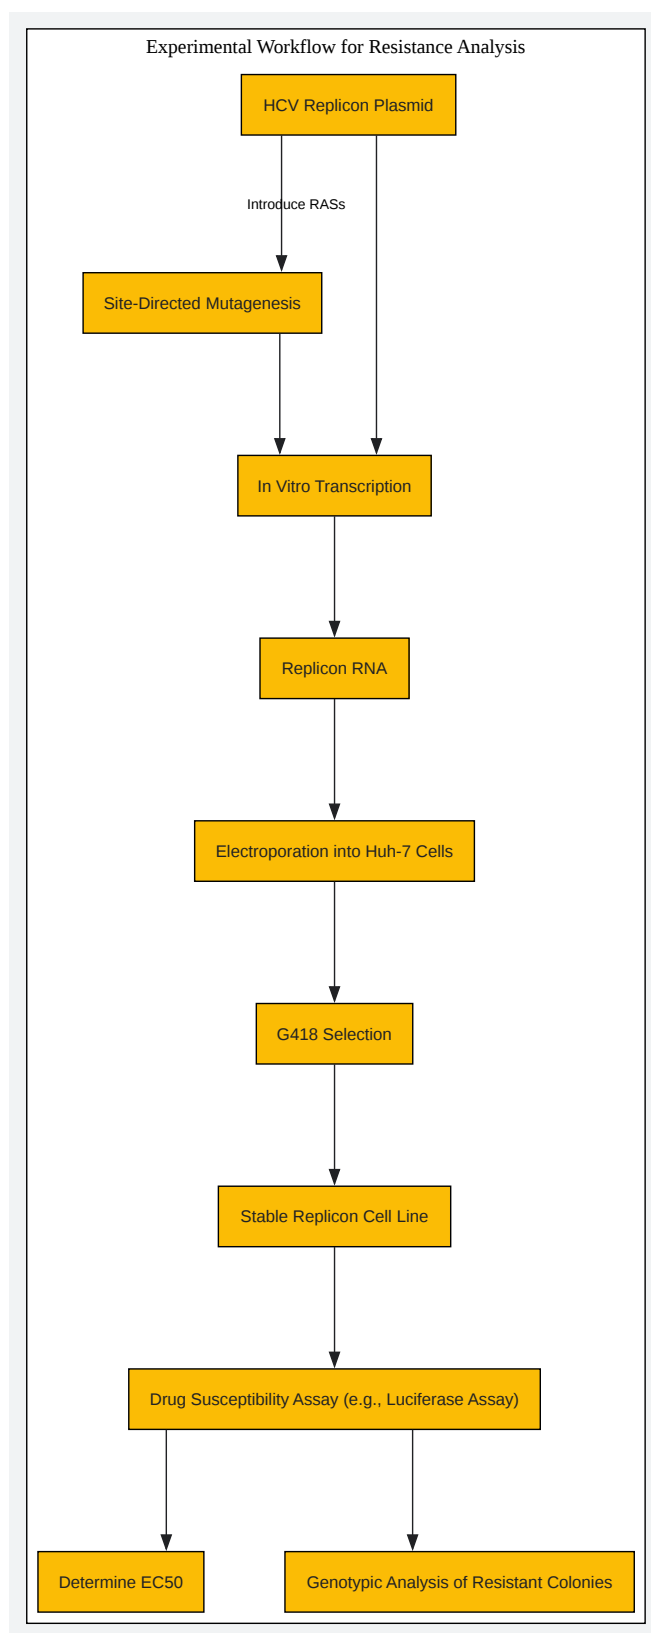 Experimental Workflow for Resistance Analysis
HCV Replicon Plasmid
Introduce RASs
Site-Directed Mutagenesis
In Vitro Transcription
Replicon RNA
Electroporation into Huh-7 Cells
G418 Selection
Stable Replicon Cell Line
Drug Susceptibility Assay (e.g., Luciferase Assay)
Determine EC50
Genotypic Analysis of Resistant Colonies